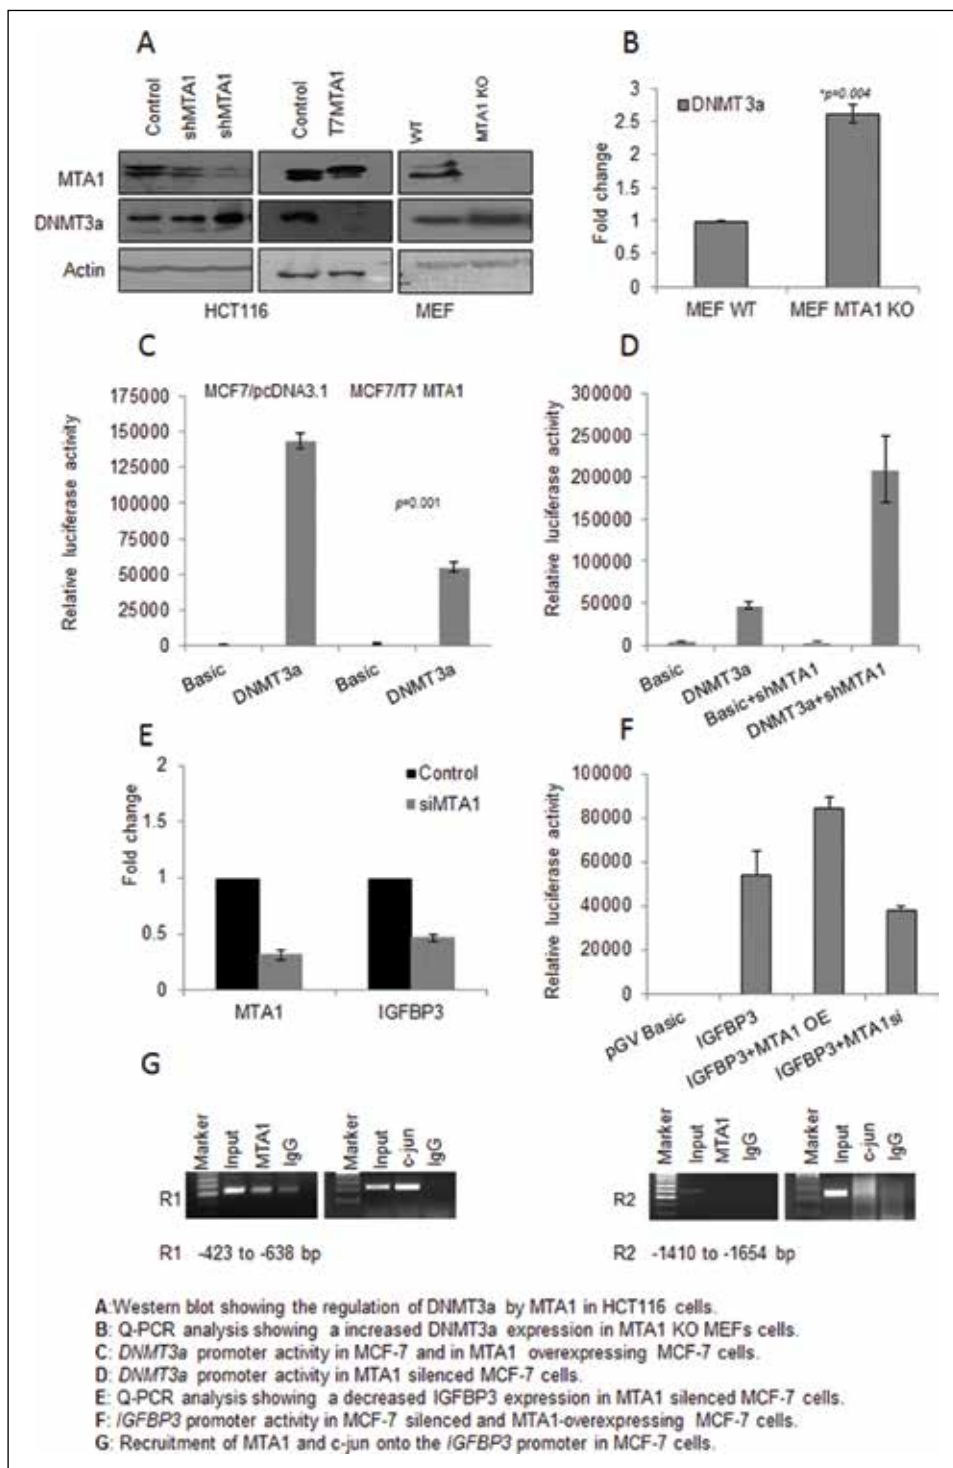 A
B
Control
shMTA1
shMTA1
Control
T7MTA1
WT
MTA1 KO
MTA1
DNMT3a
Actin
HCT116
MEF
Fold change
3
2.5
2
1.5
1
0.5
0
DNMT3a
*p=0.004
MEF WT
MEF MTA1 KO
C
D
Relative luciferase activity
175000
150000
125000
100000
75000
50000
25000
0
MCF7/pcDNA3.1
MCF7/T7 MTA1
p=0.001
Basic
DNMT3a
Basic
DNMT3a
Relative luciferase activity
300000
250000
200000
150000
100000
50000
0
Basic
DNMT3a
Basic+shMTA1
DNMT3a+shMTA1
E
F
Fold change
2
1.5
1
0.5
0
Control
siMTA1
MTA1
IGFBP3
Relative luciferase activity
100000
80000
60000
40000
20000
0
pGV Basic
IGFBP3
IGFBP3+MTA1 OE
IGFBP3+MTA1si
G
Marker
Input
MTA1
IgG
Marker
Input
c-jun
IgG
R1
R1 -423 to -638 bp
Marker
Input
MTA1
IgG
Marker
Input
c-jun
IgG
R2
R2 -1410 to -1654 bp
A:Western blot showing the regulation of DNMT3a by MTA1 in HCT116 cells.
B: Q-PCR analysis showing a increased DNMT3a expression in MTA1 KO MEFs cells.
C: DNMT3a promoter activity in MCF-7 and in MTA1 overexpressing MCF-7 cells.
D: DNMT3a promoter activity in MTA1 silenced MCF-7 cells.
E: Q-PCR analysis showing a decreased IGFBP3 expression in MTA1 silenced MCF-7 cells.
F: IGFBP3 promoter activity in MCF-7 silenced and MTA1-overexpressing MCF-7 cells.
G: Recruitment of MTA1 and c-jun onto the IGFBP3 promoter in MCF-7 cells.